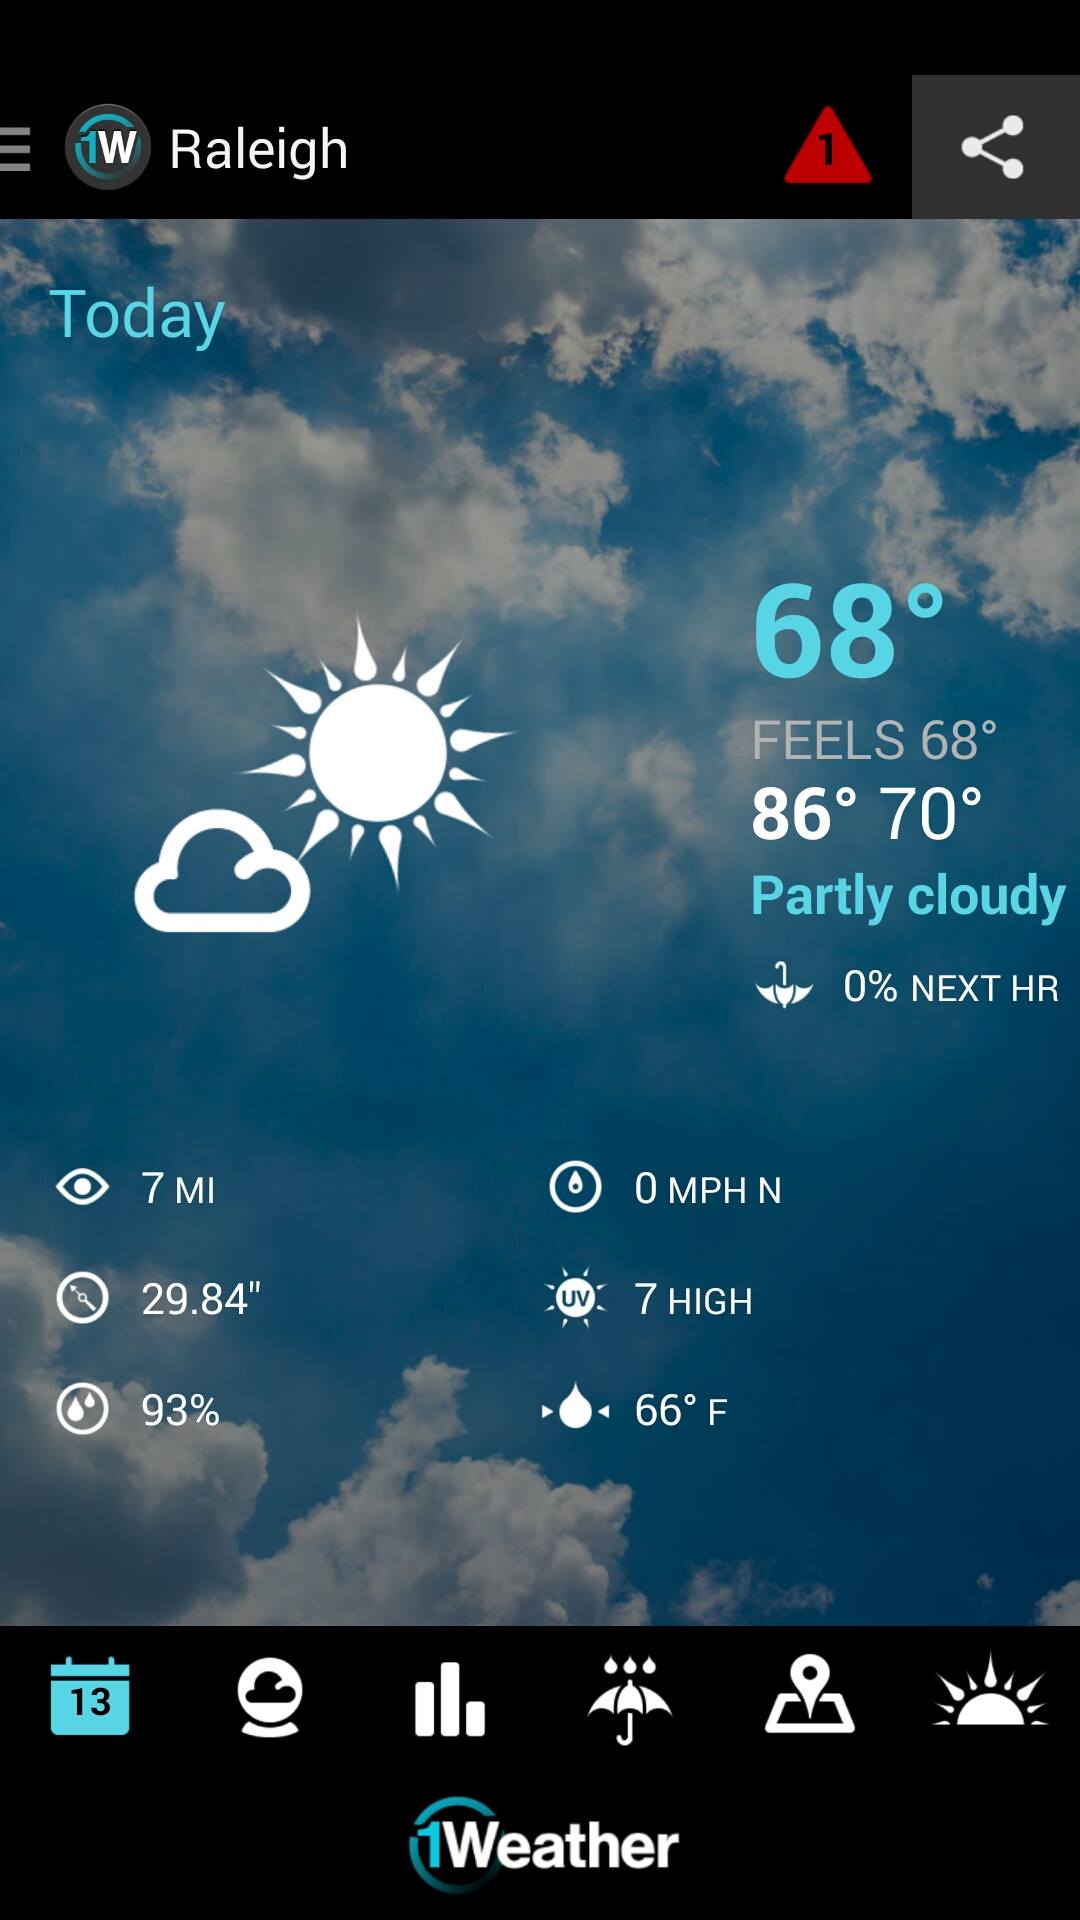 1W Raleigh 1
Today
68°
FEELS 68°
86° 70°
Partly cloudy
0% NEXT HR
7 MI
0 MPH N
29.84"
UV 7 HIGH
93%
66° F
13
1Weather